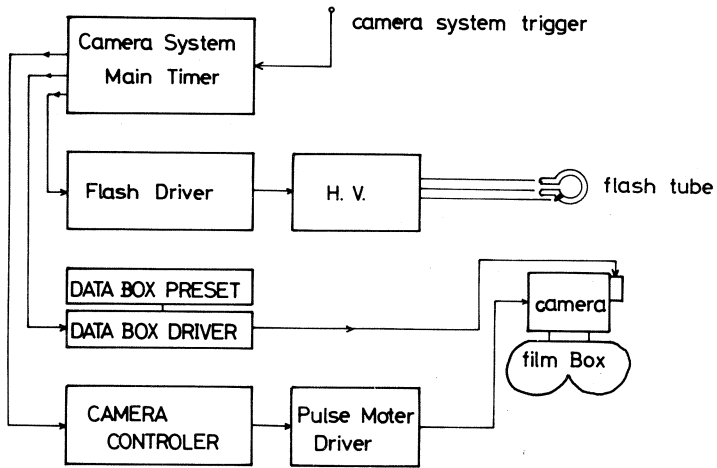 camera system trigger
Camera System
Main Timer
Flash Driver
H. V.
flash tube
DATA BOX PRESET
DATA BOX DRIVER
camera
film Box
CAMERA
CONTROLER
Pulse Moter
Driver